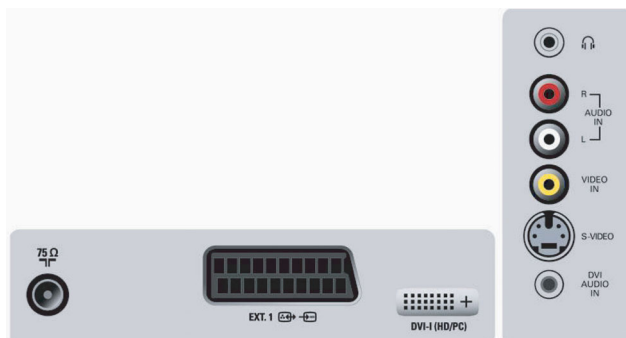 R
AUDIO
IN
L
VIDEO
IN
S-VIDEO
DVI
AUDIO
IN
75 Ω
EXT. 1
DVI-I (HD/PC)